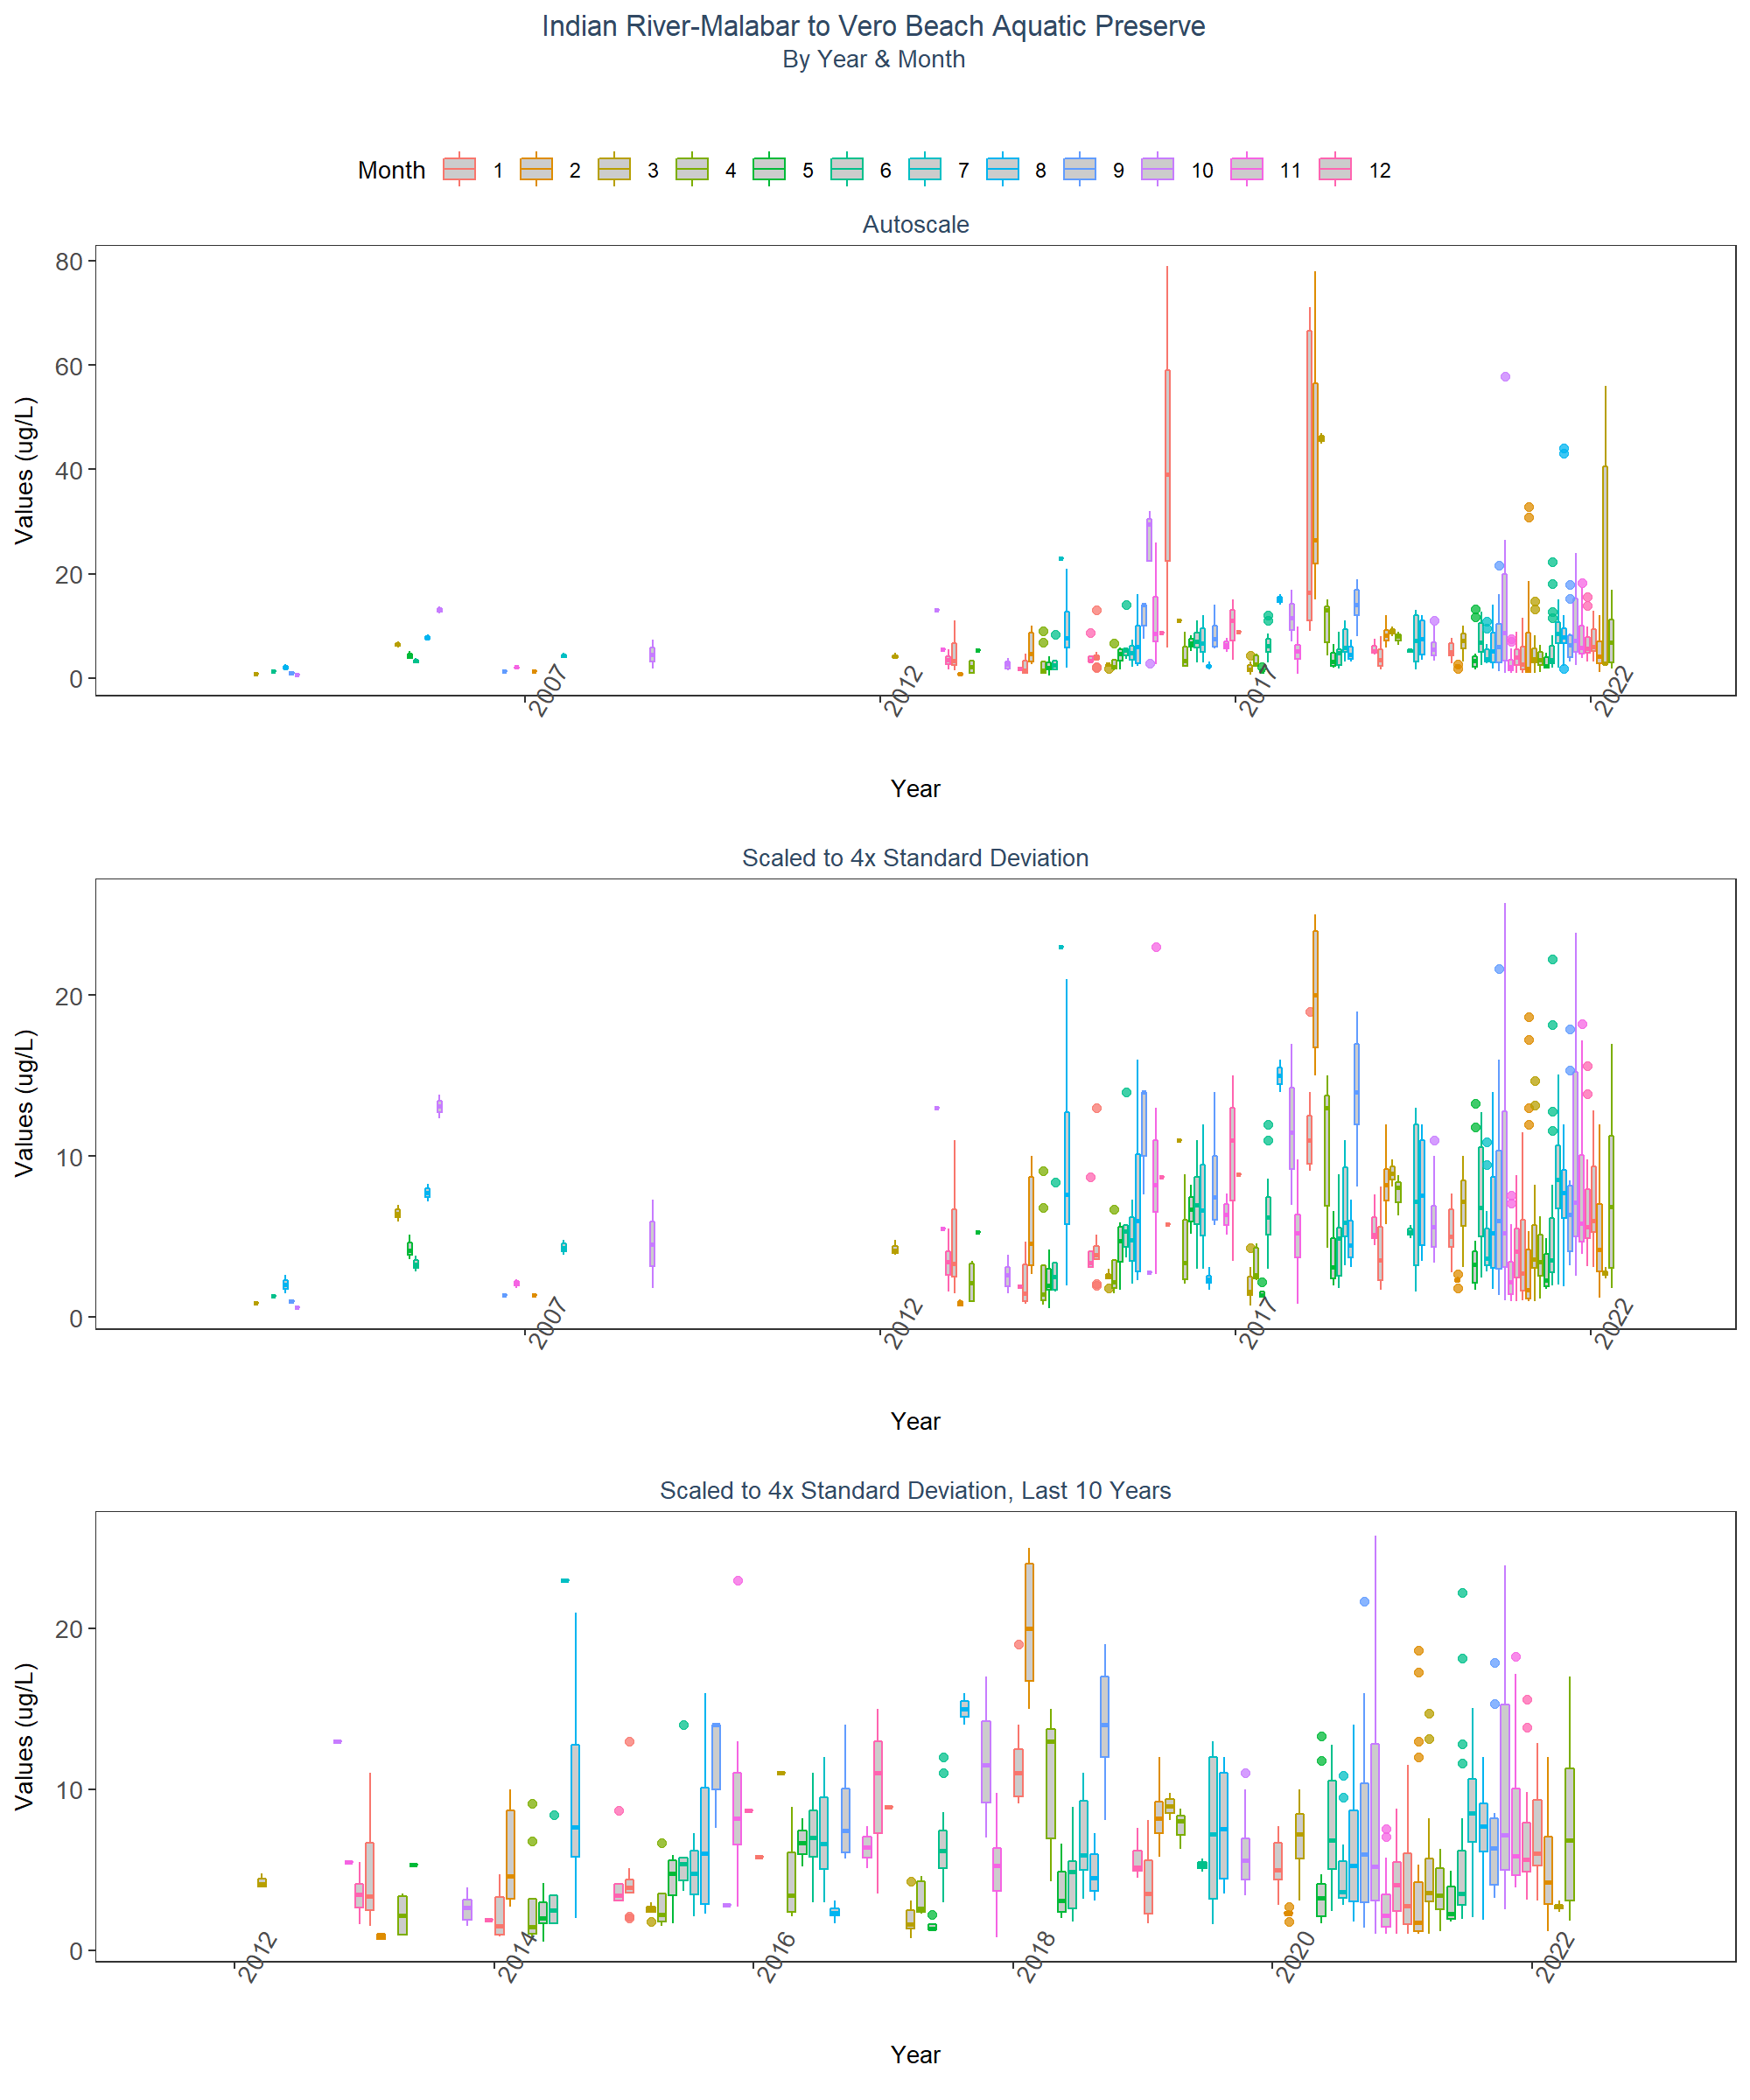 Indian River-Malabar to Vero Beach Aquatic Preserve
By Year & Month
Month 1 2 3 4 5 6 7 8 9 10 11 12
Autoscale
80
60
40
20
0
Values (ug/L)
2007 2012 2017 2022
Year
Scaled to 4x Standard Deviation
20
10
0
Values (ug/L)
2007 2012 2017 2022
Year
Scaled to 4x Standard Deviation, Last 10 Years
20
10
0
Values (ug/L)
2012 2014 2016 2018 2020 2022
Year